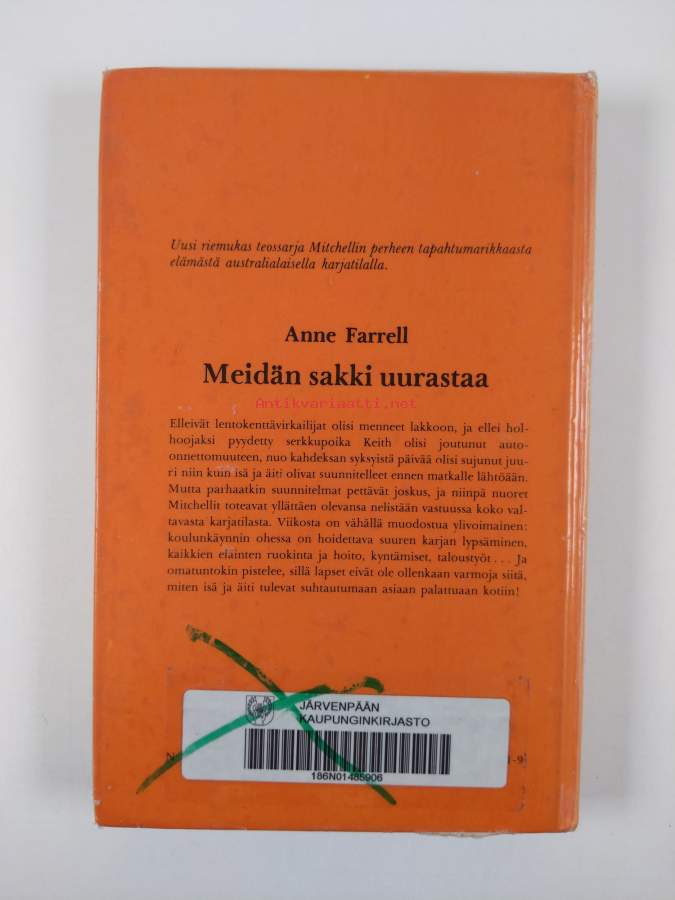 Uusi riemukas teossarja Mitchellin perheen tapahtumarikkaasta
elämästä australialaisella karjatilalla.
Anne Farrell
Meidän sakki uurastaa
Antikvariaatti.net
Elleivät lentokenttävirkailijat olisi menneet lakkoon, ja ellei hol-
hoojaksi pyydetty serkkupoika Keith olisi joutunut auto-
onnettomuuteen, nuo kahdeksan syksyistä päivää olisi sujunut juu-
ri niin kuin isä ja äiti olivat suunnitelleet ennen matkalle lähtöään.
Mutta parhaatkin suunnitelmat pettävät joskus, ja niinpä nuoret
Mitchellit toteavat yllättäen olevansa nelistään vastuussa koko val-
tavasta karjatilasta. Viikosta on vähällä muodostua ylivoimainen:
koulunkäynnin ohessa on hoidettava suuren karjan lypsäminen,
kaikkien eläinten ruokinta ja hoito, kyntämiset, taloustyöt... Ja
omatuntokin pistelee, sillä lapset eivät ole ollenkaan varmoja siitä,
miten isä ja äiti tulevat suhtautumaan asiaan palattuaan kotiin!
JÄRVENPÄÄN
KAUPUNGINKIRJASTO
N 1-9
186N01485906